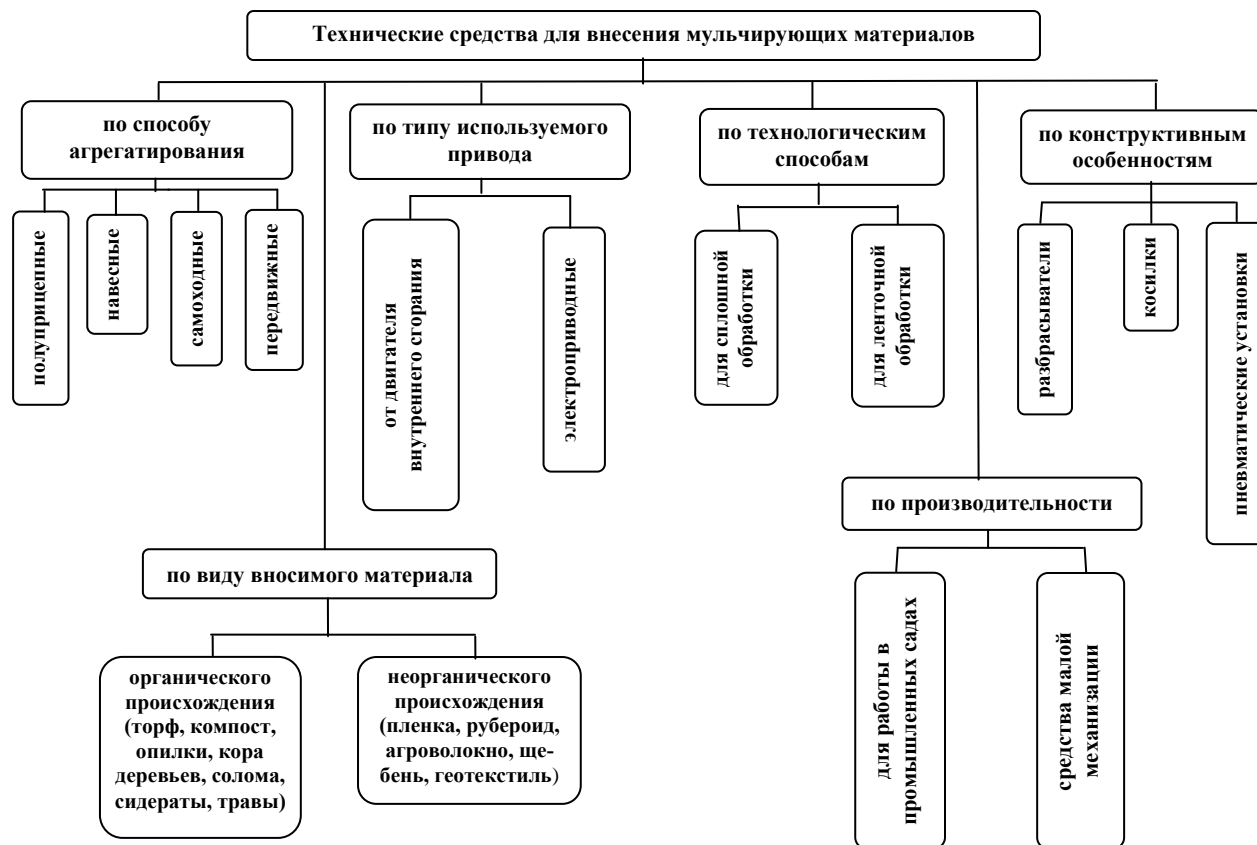 Технические средства для внесения мульчирующих материалов
по способу
агрегатирования
по типу используемого
привода
по технологическим
способам
по конструктивным
особенностям
полуприцепные
навесные
самоходные
передвижные
от двигателя
внутреннего сгорания
электроприводные
для сплошной
обработки
для ленточной
обработки
разбрасыватели
косилки
пневматические установки
по производительности
по виду вносимого материала
для работы в
промышленных садах
средства малой
механизации
органического
происхождения
(торф, компост,
опилки, кора
деревьев, солома,
сидераты, травы)
неорганического
происхождения
(пленка, рубероид,
агроволокно, ще-
бень, геотекстиль)